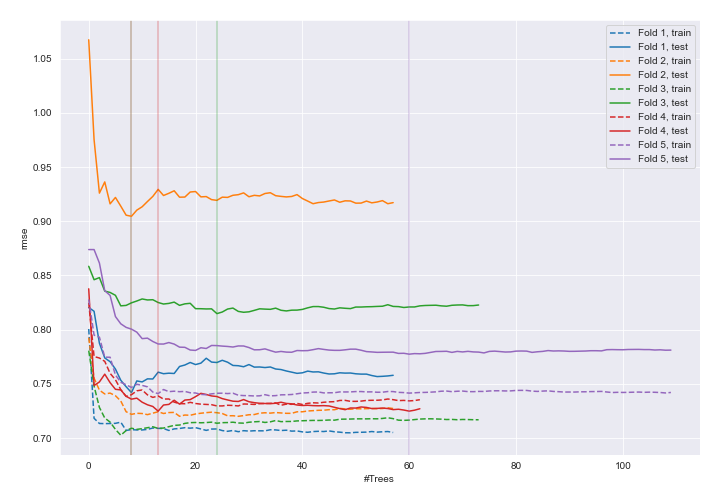 1.05
1.00
0.95
0.90
0.85
0.80
0.75
0.70
rmse
0
20
40
60
80
100
#Trees
Fold 1, train
Fold 1, test
Fold 2, train
Fold 2, test
Fold 3, train
Fold 3, test
Fold 4, train
Fold 4, test
Fold 5, train
Fold 5, test